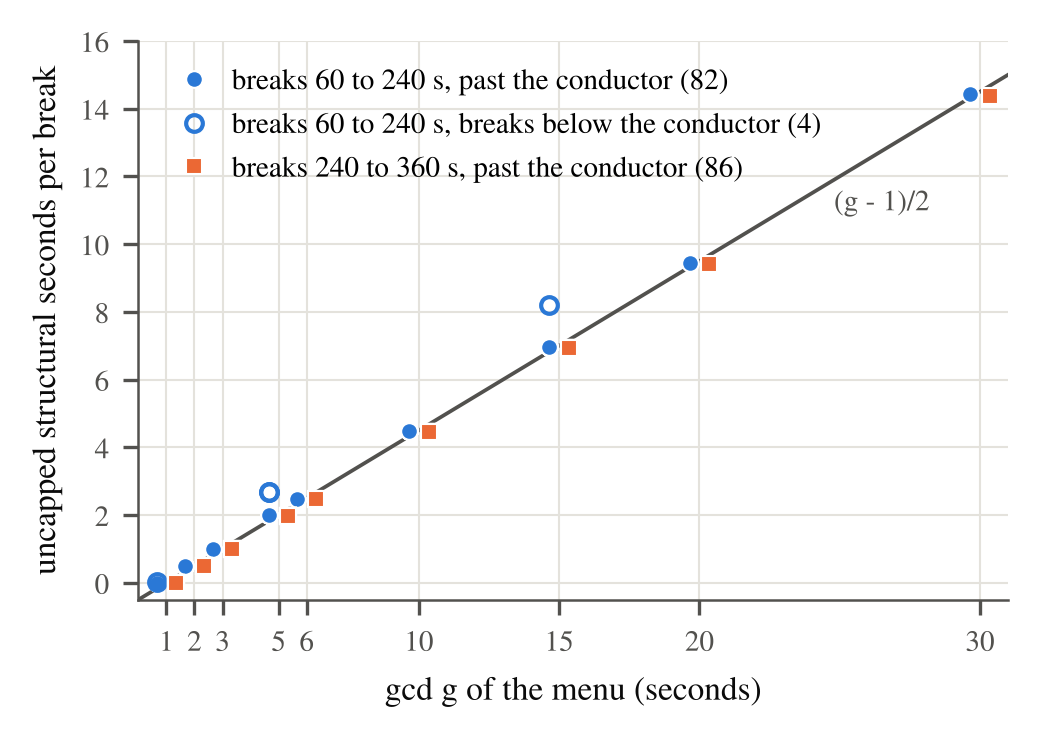 16
14
12
10
8
6
4
2
0
uncapped structural seconds per break
breaks 60 to 240 s, past the conductor (82)
breaks 60 to 240 s, breaks below the conductor (4)
breaks 240 to 360 s, past the conductor (86)
(g - 1)/2
1 2 3 5 6 10 15 20 30
gcd g of the menu (seconds)